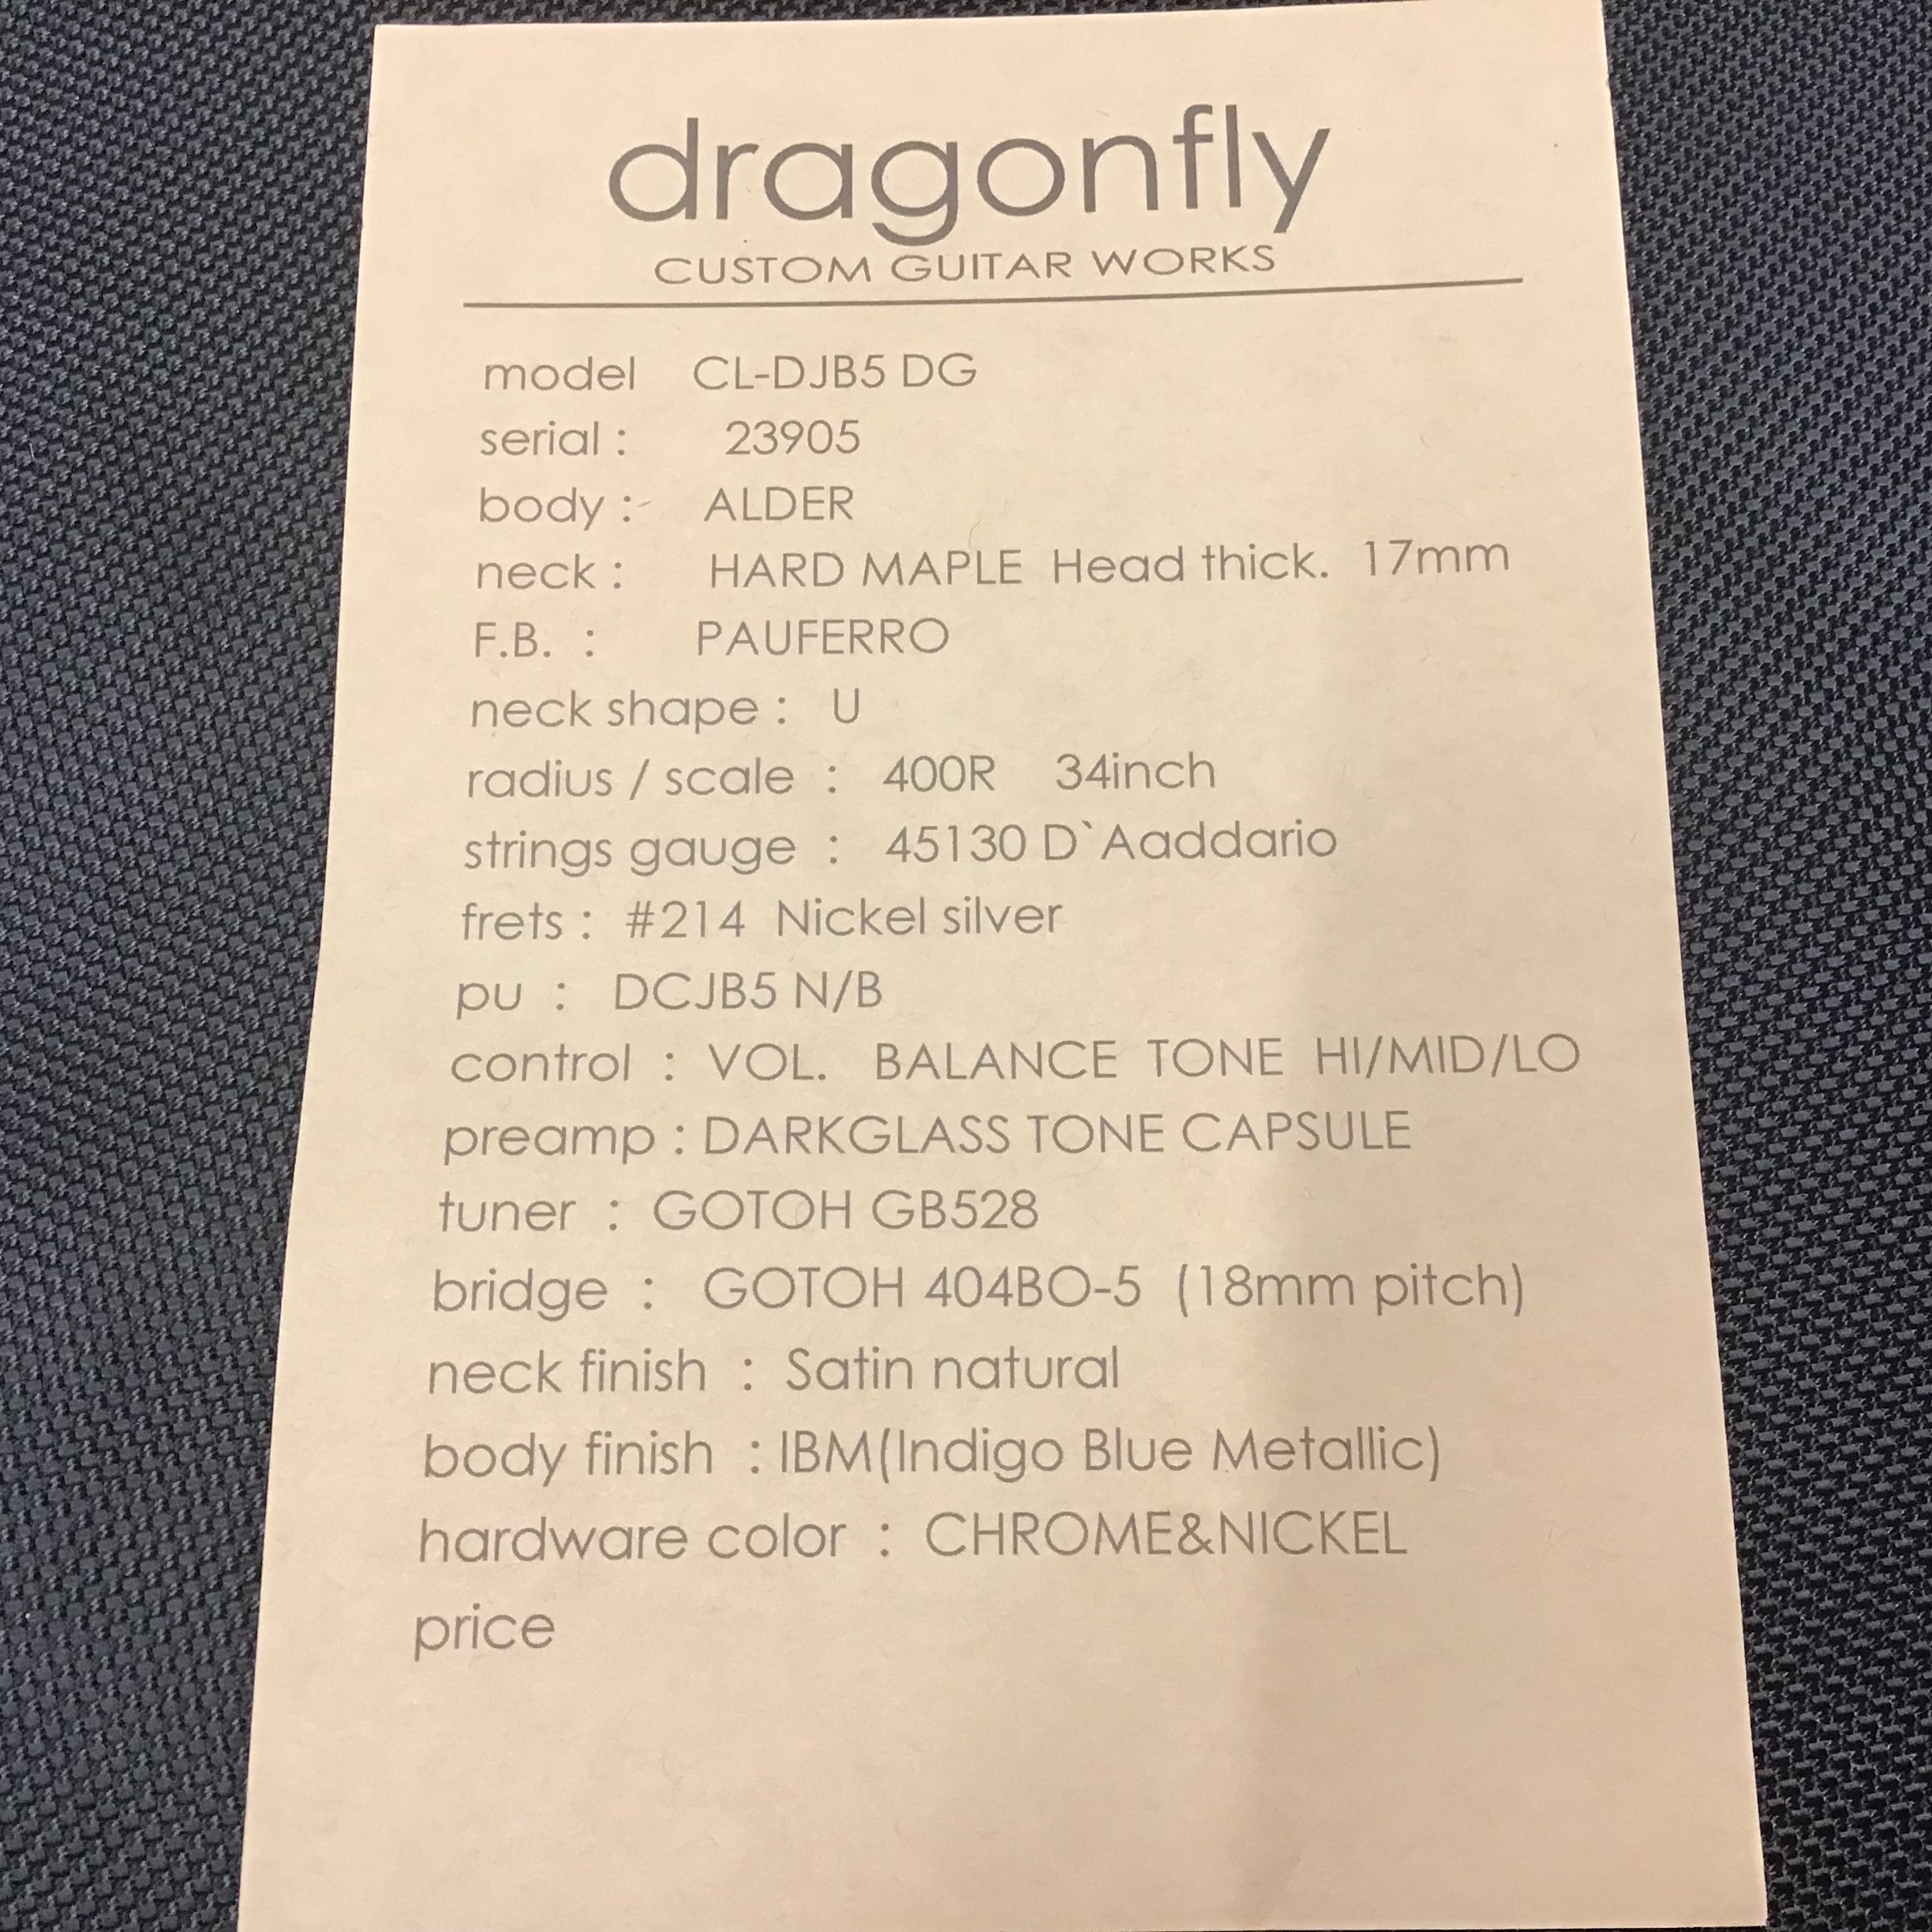 dragonfly
CUSTOM GUITAR WORKS
model CL-DJB5 DG
serial : 23905
body : ALDER
neck : HARD MAPLE Head thick. 17mm
F.B. : PAUFERRO
neck shape : U
radius / scale : 400R 34inch
strings gauge : 45130 D`Aaddario
frets : #214 Nickel silver
pu : DCJB5 N/B
control : VOL. BALANCE TONE HI/MID/LO
preamp : DARKGLASS TONE CAPSULE
tuner : GOTOH GB528
bridge : GOTOH 404BO-5 (18mm pitch)
neck finish : Satin natural
body finish : IBM(Indigo Blue Metallic)
hardware color : CHROME&NICKEL
price